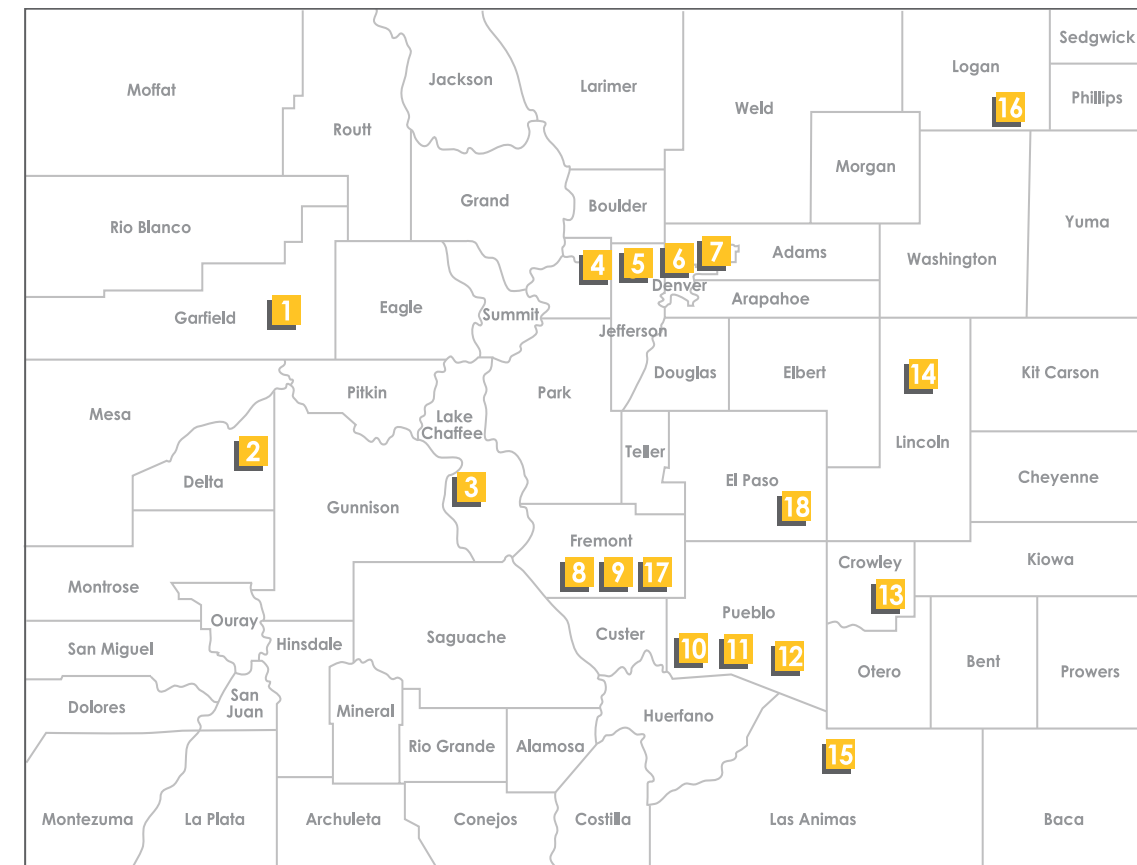 Sedgwick
Logan
Jackson
Larimer
Moffat
Phillips
Weld
16
Routt
Morgan
Grand
Boulder
Yuma
Rio Blanco
4
5
6
7
Adams
Washington
Denver
Arapahoe
Garfield
1
Eagle
Summit
Jefferson
Douglas
Elbert
14
Kit Carson
Pitkin
Park
Mesa
Lake
Chaffee
Lincoln
2
Teller
Delta
3
El Paso
Cheyenne
Gunnison
18
Fremont
Crowley
Kiowa
8
9
17
Montrose
13
Ouray
Pueblo
Custer
Saguache
Hinsdale
San Miguel
10
11
12
Bent
Otero
Prowers
San
Juan
Dolores
Mineral
Huerfano
Rio Grande
Alamosa
15
Montezuma
La Plata
Archuleta
Conejos
Costilla
Las Animas
Baca